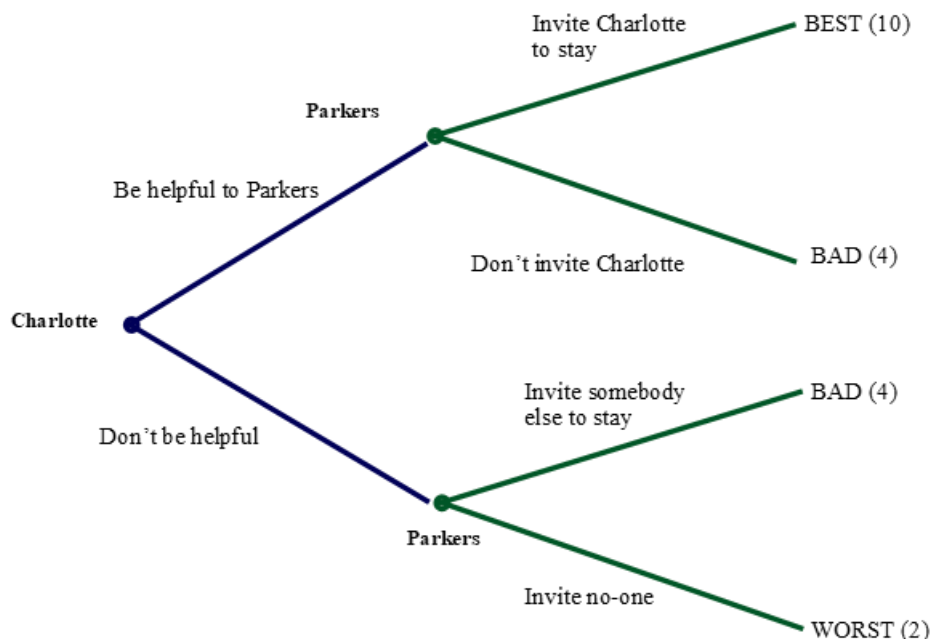 Invite Charlotte
to stay
BEST (10)
Parkers
Be helpful to Parkers
Don’t invite Charlotte
BAD (4)
Charlotte
Invite somebody
else to stay
BAD (4)
Don’t be helpful
Parkers
Invite no-one
WORST (2)